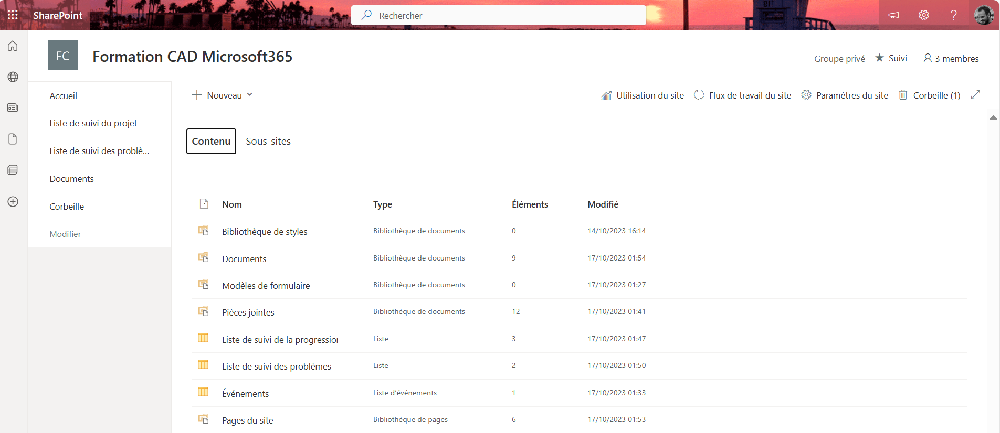 SharePoint
Rechercher
FC
Formation CAD Microsoft365
Groupe privé
Suivi
3 membres
Accueil
Liste de suivi du projet
Liste de suivi des problè...
Documents
Corbeille
Modifier
Nouveau
Utilisation du site
Flux de travail du site
Paramètres du site
Corbeille (1)
Contenu
Sous-sites
Nom Type Éléments Modifié
Bibliothèque de styles Bibliothèque de documents 0 14/10/2023 16:14
Documents Bibliothèque de documents 9 17/10/2023 01:54
Modèles de formulaire Bibliothèque de documents 0 17/10/2023 01:27
Pièces jointes Bibliothèque de documents 12 17/10/2023 01:41
Liste de suivi de la progression Liste 3 17/10/2023 01:47
Liste de suivi des problèmes Liste 2 17/10/2023 01:50
Événements Liste d'événements 1 17/10/2023 01:33
Pages du site Bibliothèque de pages 6 17/10/2023 01:53